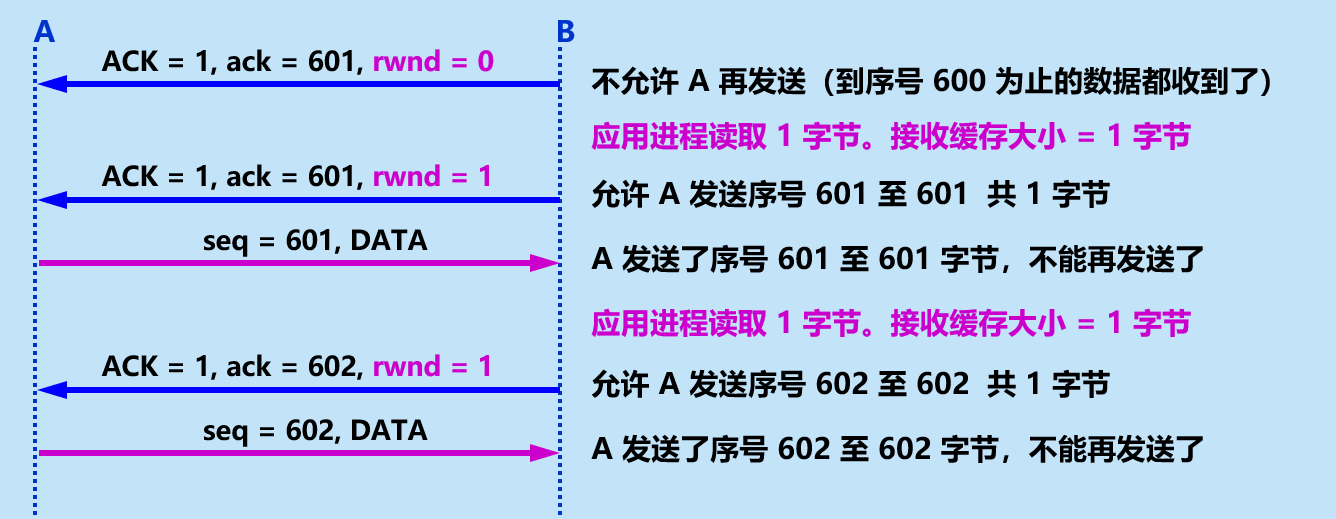 A
B
ACK = 1, ack = 601, rwnd = 0
不允许 A 再发送（到序号 600 为止的数据都收到了）
应用进程读取 1 字节。接收缓存大小 = 1 字节
ACK = 1, ack = 601, rwnd = 1
允许 A 发送序号 601 至 601 共 1 字节
seq = 601, DATA
A 发送了序号 601 至 601 字节，不能再发送了
应用进程读取 1 字节。接收缓存大小 = 1 字节
ACK = 1, ack = 602, rwnd = 1
允许 A 发送序号 602 至 602 共 1 字节
seq = 602, DATA
A 发送了序号 602 至 602 字节，不能再发送了